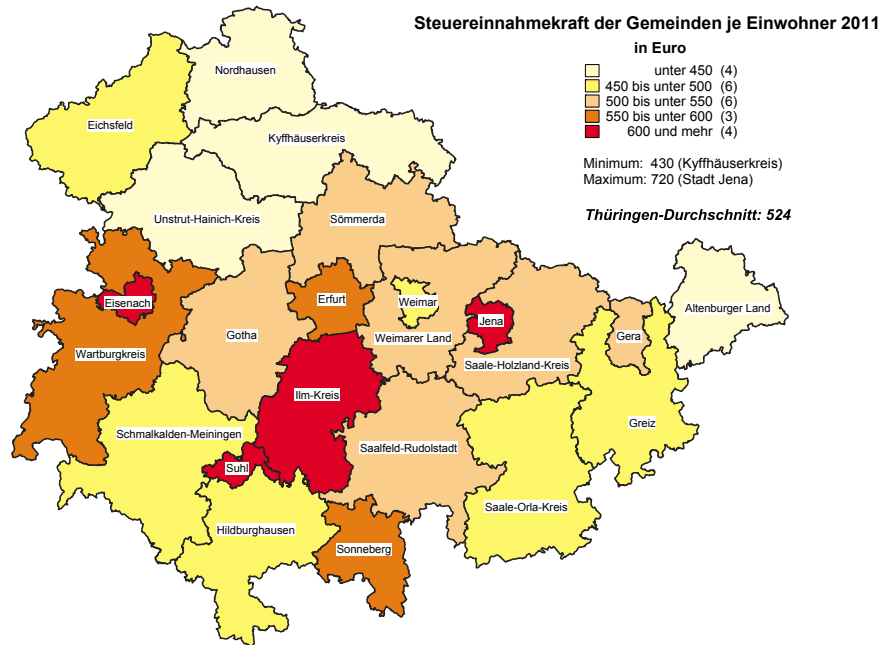 Steuereinnahmekraft der Gemeinden je Einwohner 2011
in Euro
unter 450 (4)
450 bis unter 500 (6)
500 bis unter 550 (6)
550 bis unter 600 (3)
600 und mehr (4)
Minimum: 430 (Kyffhäuserkreis)
Maximum: 720 (Stadt Jena)
Thüringen-Durchschnitt: 524
Nordhausen
Eichsfeld
Kyffhäuserkreis
Unstrut-Hainich-Kreis
Sömmerda
Eisenach
Erfurt
Weimar
Altenburger Land
Jena
Gotha
Weimarer Land
Gera
Wartburgkreis
Saale-Holzland-Kreis
Ilm-Kreis
Greiz
Schmalkalden-Meiningen
Saalfeld-Rudolstadt
Suhl
Saale-Orla-Kreis
Hildburghausen
Sonneberg